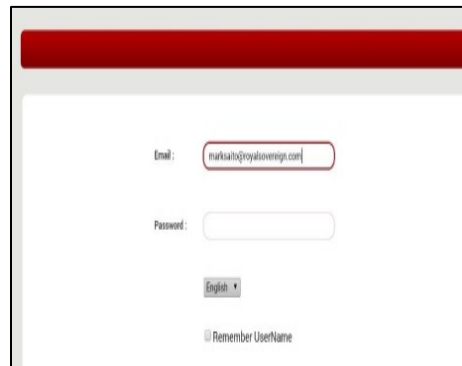 Email : marksaito@royalsovereign.com
Password :
English
Remember UserName